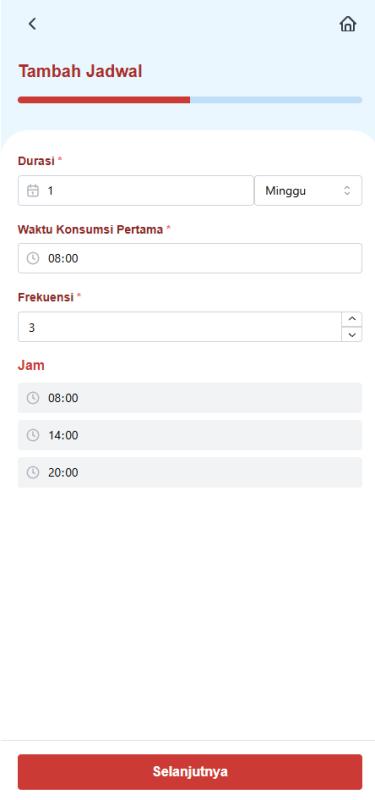 Tambah Jadwal
Durasi *
1 Minggu
Waktu Konsumsi Pertama *
08:00
Frekuensi *
3
Jam
08:00
14:00
20:00
Selanjutnya